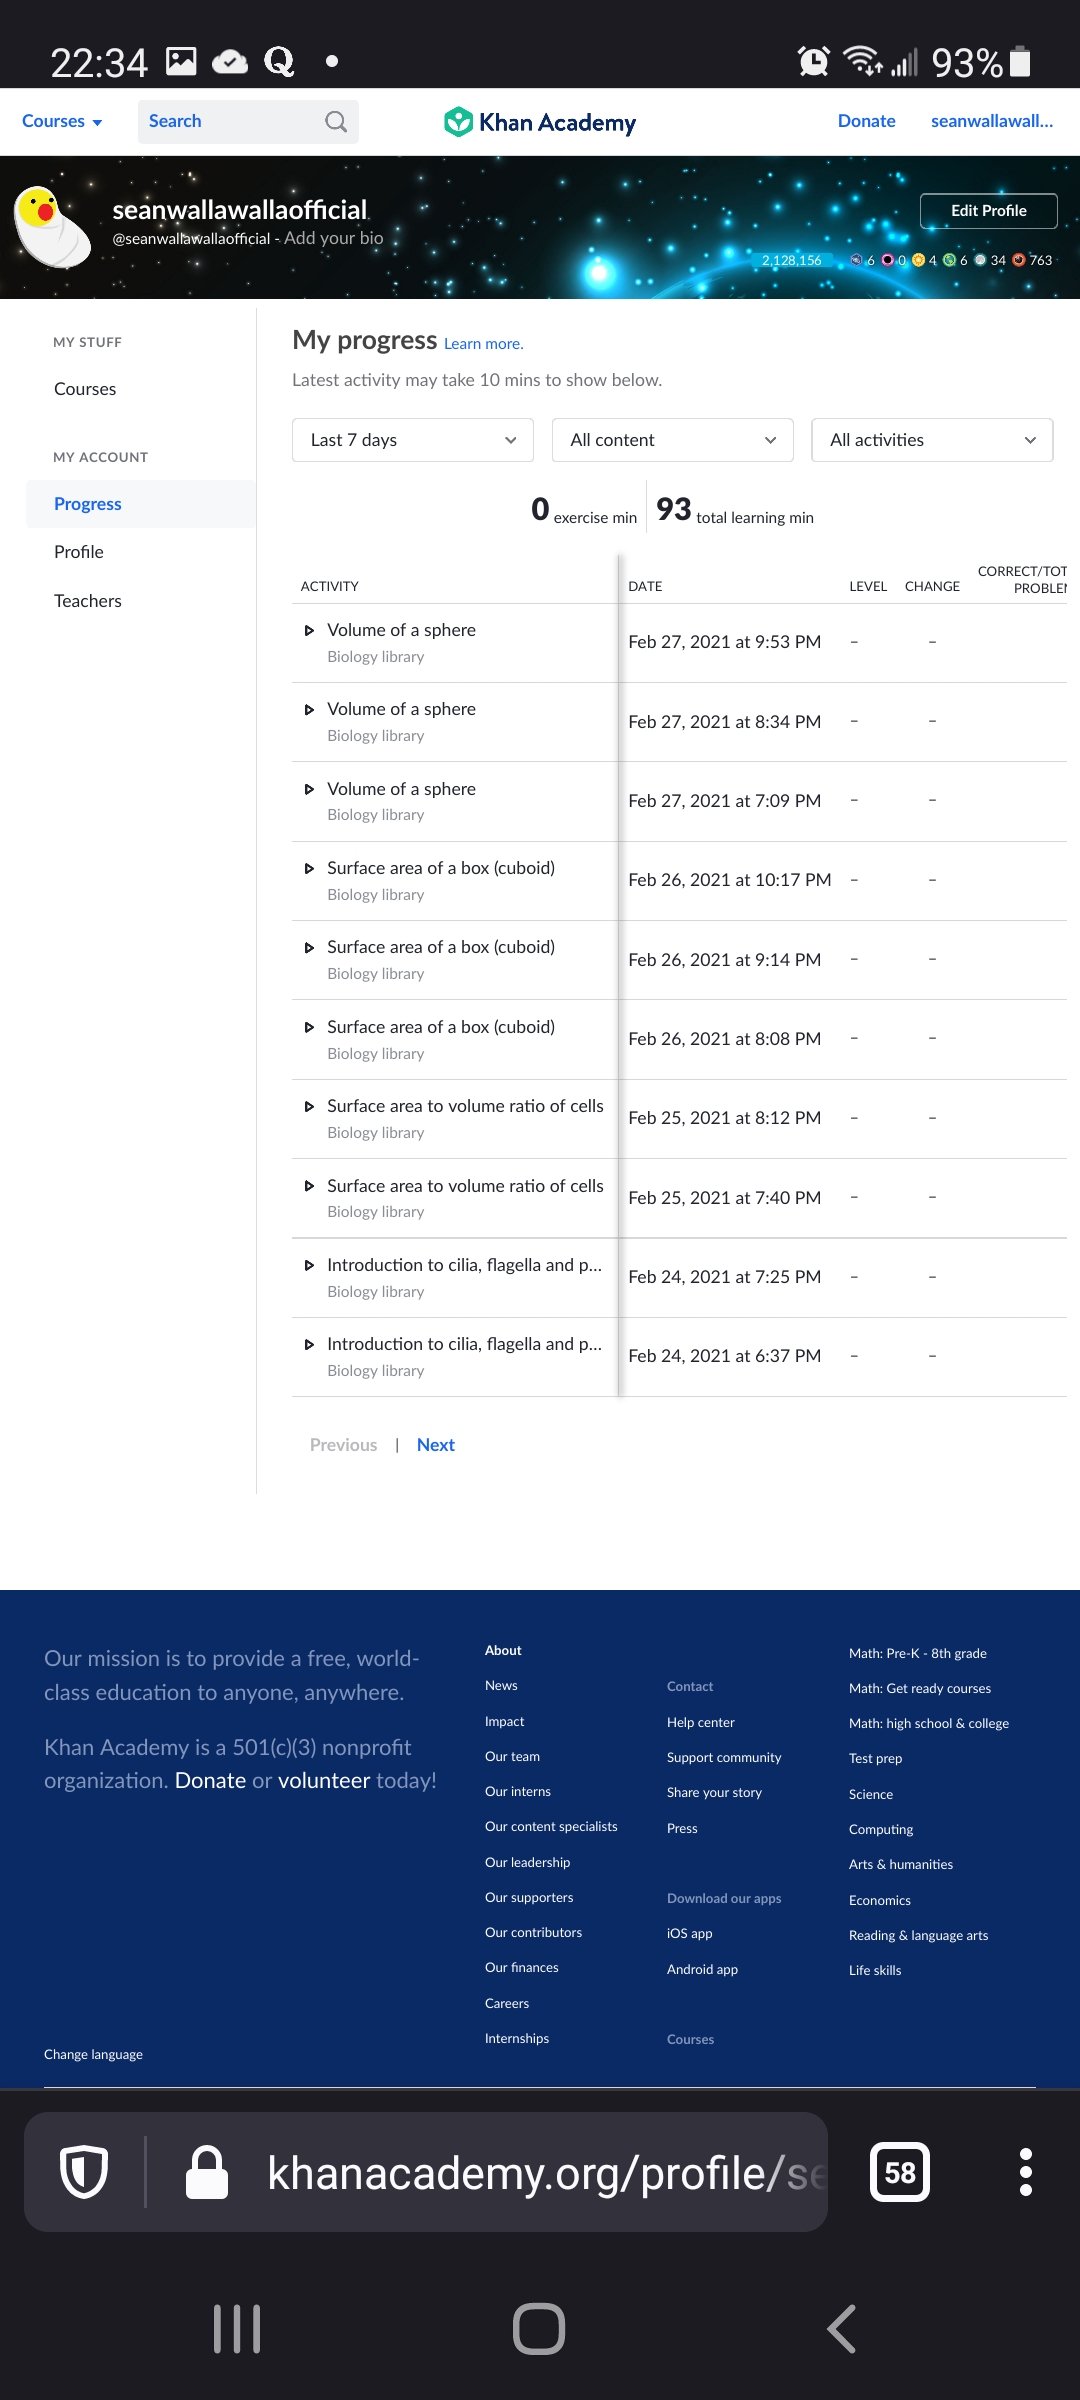 22:34
93%
Courses
Search
Khan Academy
Donate
seanwallawall...
seanwallawallaofficial
@seanwallawallaofficial - Add your bio
Edit Profile
2,128,156
6 0 4 6 34 763
MY STUFF
Courses
MY ACCOUNT
Progress
Profile
Teachers
My progress Learn more.
Latest activity may take 10 mins to show below.
Last 7 days
All content
All activities
0 exercise min
93 total learning min
ACTIVITY
DATE
LEVEL
CHANGE
CORRECT/TOT
PROBLEM
Volume of a sphere
Biology library
Feb 27, 2021 at 9:53 PM – –
Volume of a sphere
Biology library
Feb 27, 2021 at 8:34 PM – –
Volume of a sphere
Biology library
Feb 27, 2021 at 7:09 PM – –
Surface area of a box (cuboid)
Biology library
Feb 26, 2021 at 10:17 PM – –
Surface area of a box (cuboid)
Biology library
Feb 26, 2021 at 9:14 PM – –
Surface area of a box (cuboid)
Biology library
Feb 26, 2021 at 8:08 PM – –
Surface area to volume ratio of cells
Biology library
Feb 25, 2021 at 8:12 PM – –
Surface area to volume ratio of cells
Biology library
Feb 25, 2021 at 7:40 PM – –
Introduction to cilia, flagella and p...
Biology library
Feb 24, 2021 at 7:25 PM – –
Introduction to cilia, flagella and p...
Biology library
Feb 24, 2021 at 6:37 PM – –
Previous | Next
Our mission is to provide a free, world-
class education to anyone, anywhere.
Khan Academy is a 501(c)(3) nonprofit
organization. Donate or volunteer today!
Change language
About
News
Impact
Our team
Our interns
Our content specialists
Our leadership
Our supporters
Our contributors
Our finances
Careers
Internships
Contact
Help center
Support community
Share your story
Press
Download our apps
iOS app
Android app
Courses
Math: Pre-K - 8th grade
Math: Get ready courses
Math: high school & college
Test prep
Science
Computing
Arts & humanities
Economics
Reading & language arts
Life skills
khanacademy.org/profile/se
58